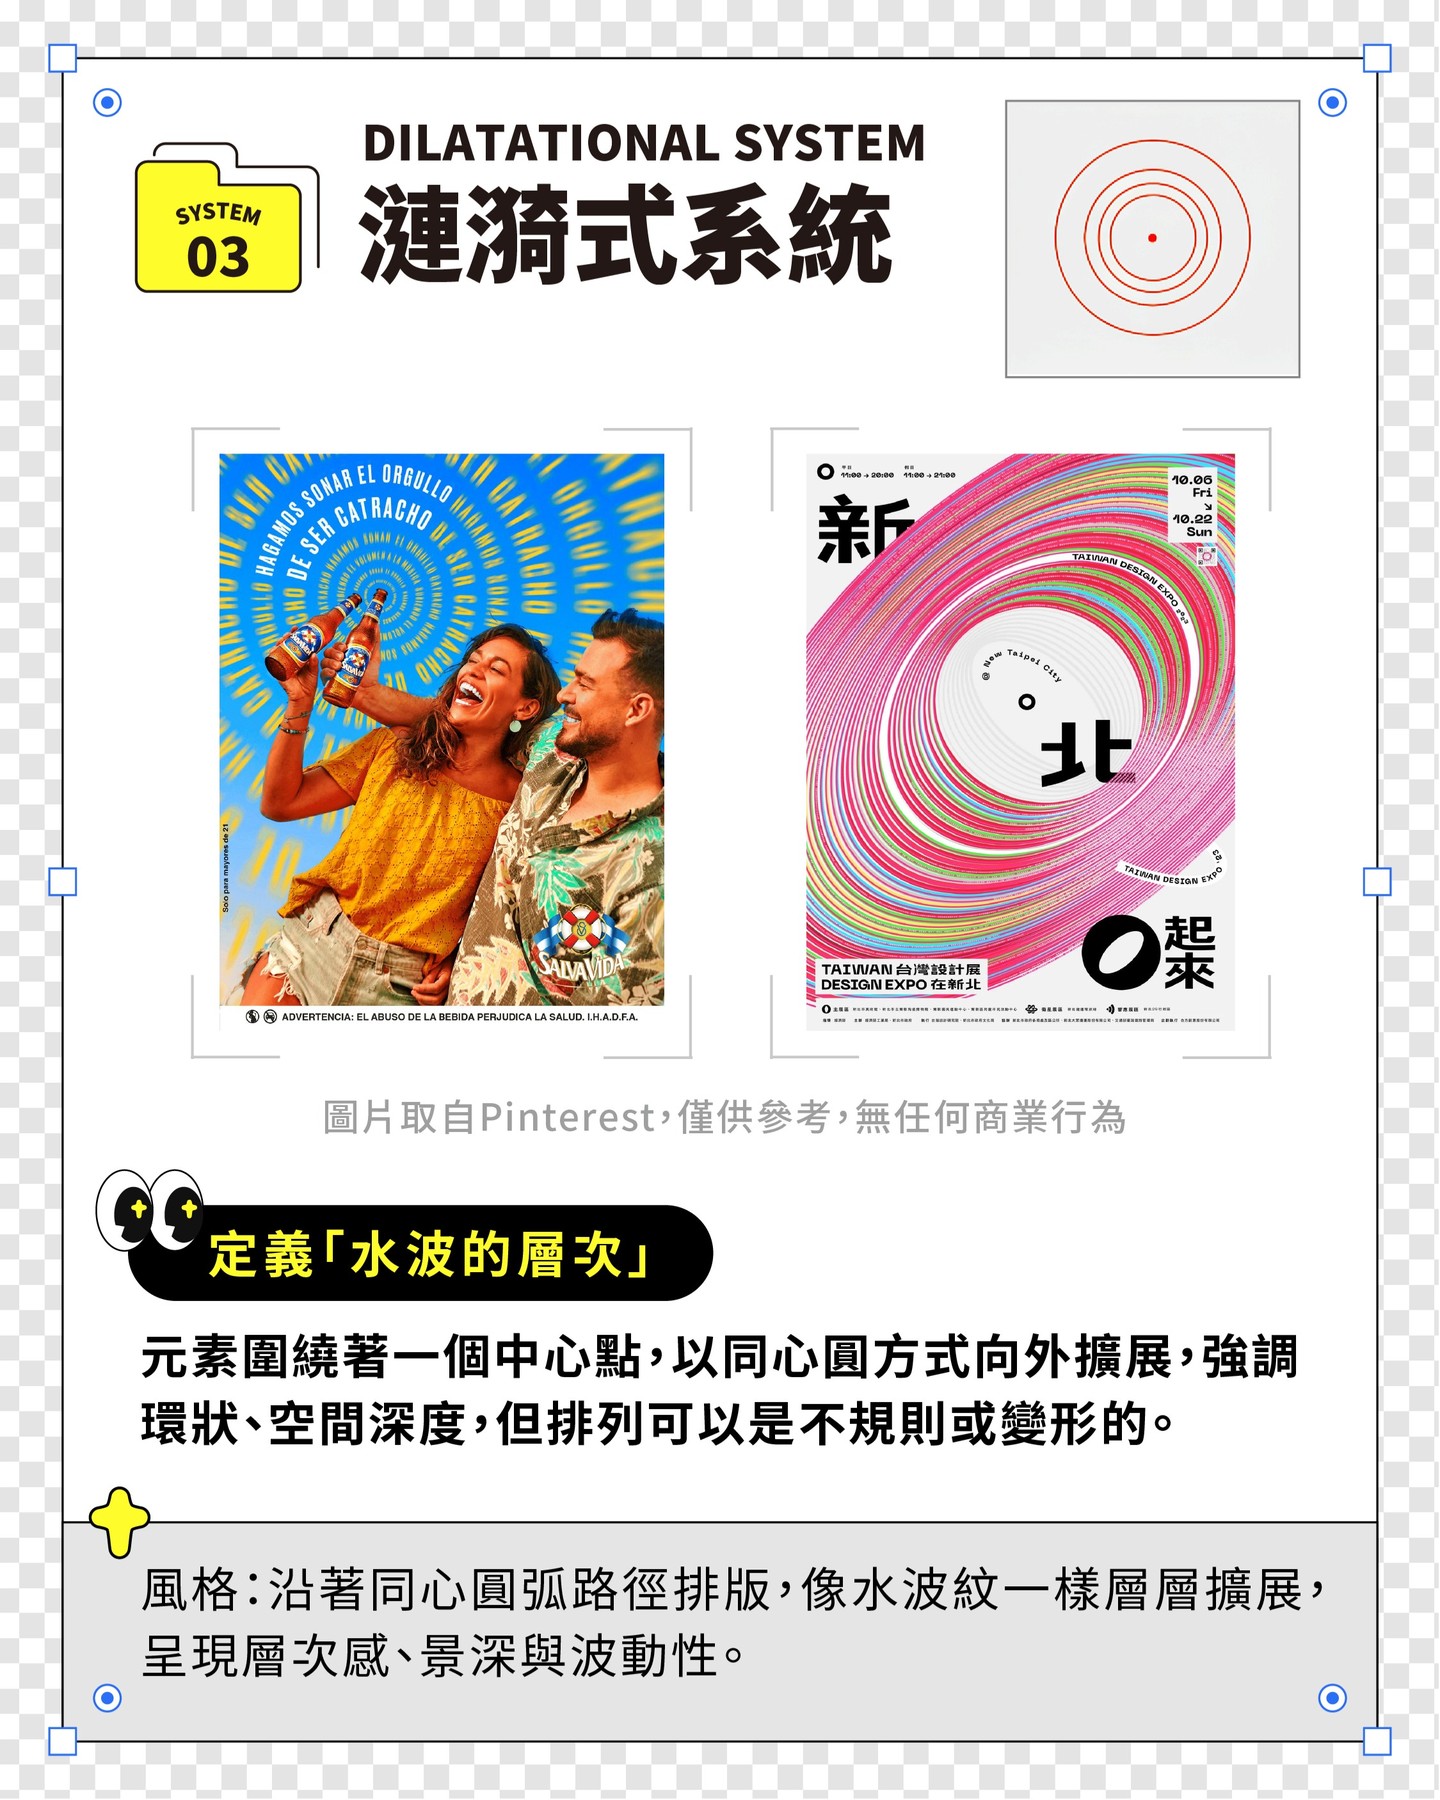 SYSTEM
03
DILATATIONAL SYSTEM
漣漪式系統
HAGAMOS SONAR EL ORGULLO
DE SER CATRACHO
Solo para mayores de 21
SALVAVIDA
ADVERTENCIA: EL ABUSO DE LA BEBIDA PERJUDICA LA SALUD. I.H.A.D.F.A.
平日
11:00 → 20:00
假日
11:00 → 21:00
新
10.06
Fri
↘
10.22
Sun
TAIWAN DESIGN EXPO 2023
@ New Taipei City
北
TAIWAN DESIGN EXPO '23
起
來
TAIWAN 台灣設計展
DESIGN EXPO 在新北
圖片取自Pinterest，僅供參考，無任何商業行為
定義「水波的層次」
元素圍繞著一個中心點，以同心圓方式向外擴展，強調
環狀、空間深度，但排列可以是不規則或變形的。
風格：沿著同心圓弧路徑排版，像水波紋一樣層層擴展，
呈現層次感、景深與波動性。